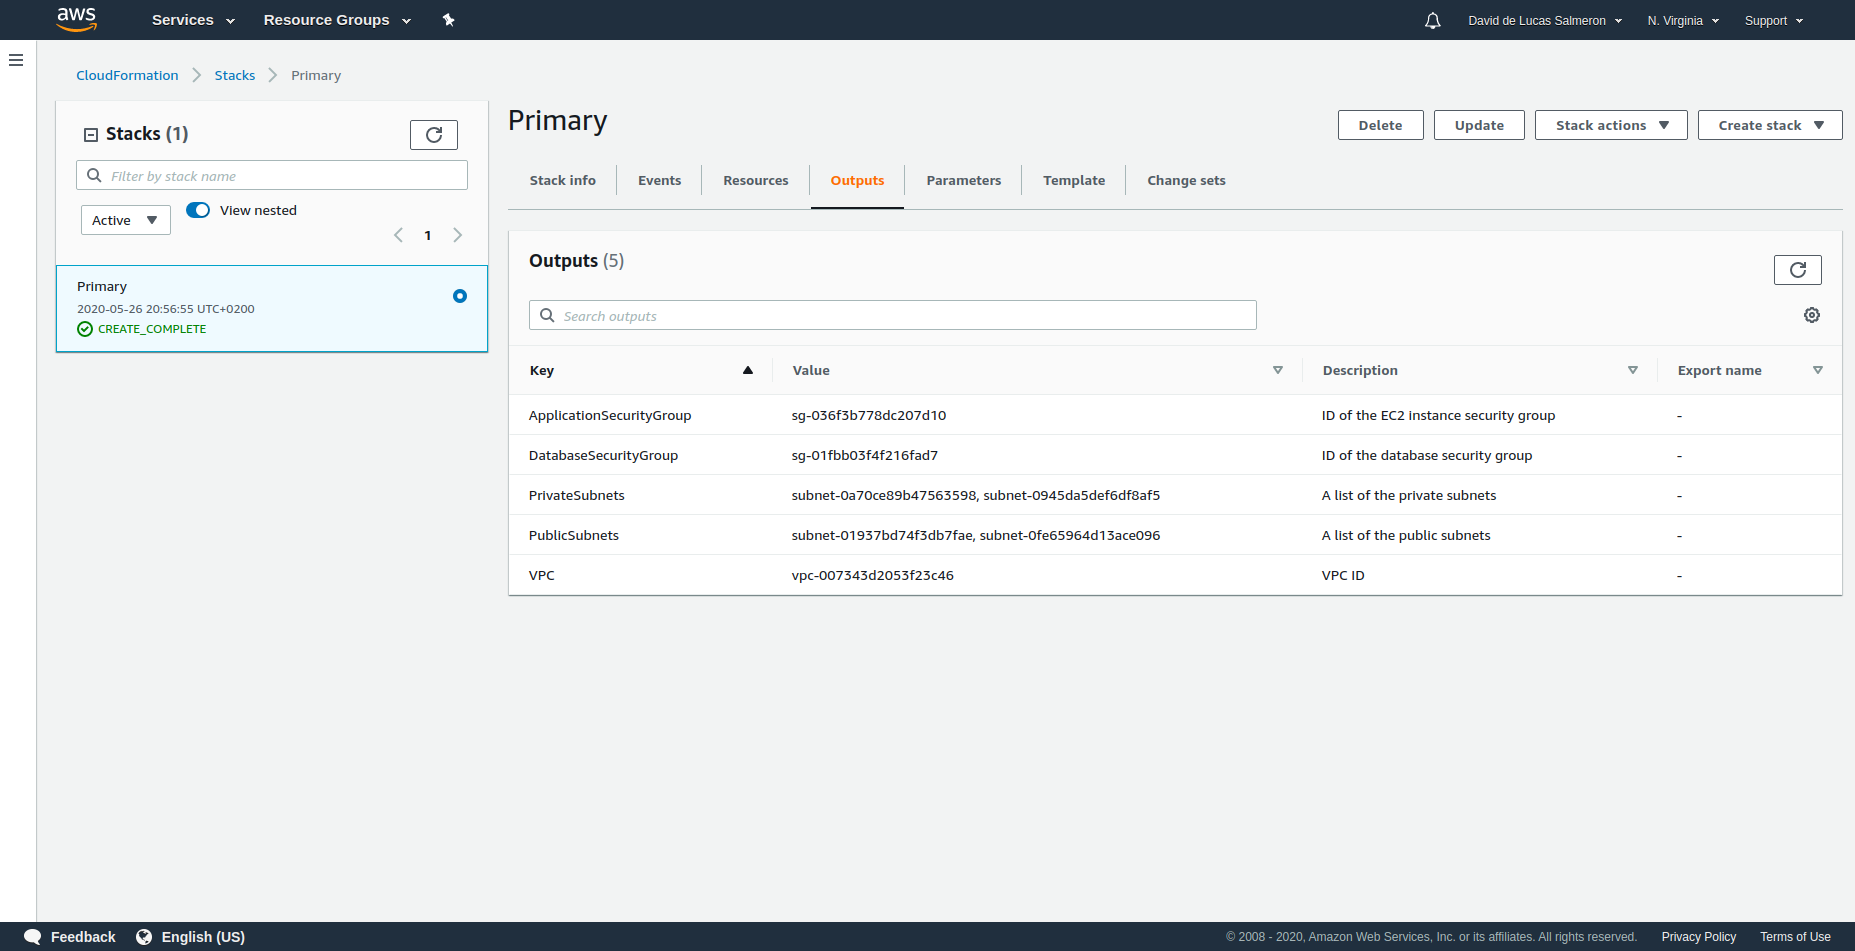 aws Services Resource Groups David de Lucas Salmeron N. Virginia Support
CloudFormation Stacks Primary
Stacks (1)
Filter by stack name
Active View nested
1
Primary
2020-05-26 20:56:55 UTC+0200
CREATE_COMPLETE
Primary
Delete Update Stack actions Create stack
Stack info Events Resources Outputs Parameters Template Change sets
Outputs (5)
Search outputs
Key Value Description Export name
ApplicationSecurityGroup sg-036f3b778dc207d10 ID of the EC2 instance security group -
DatabaseSecurityGroup sg-01fbb03f4f216fad7 ID of the database security group -
PrivateSubnets subnet-0a70ce89b47563598, subnet-0945da5def6df8af5 A list of the private subnets -
PublicSubnets subnet-01937bd74f3db7fae, subnet-0fe65964d13ace096 A list of the public subnets -
VPC vpc-007343d2053f23c46 VPC ID -
Feedback English (US) © 2008 - 2020, Amazon Web Services, Inc. or its affiliates. All rights reserved. Privacy Policy Terms of Use